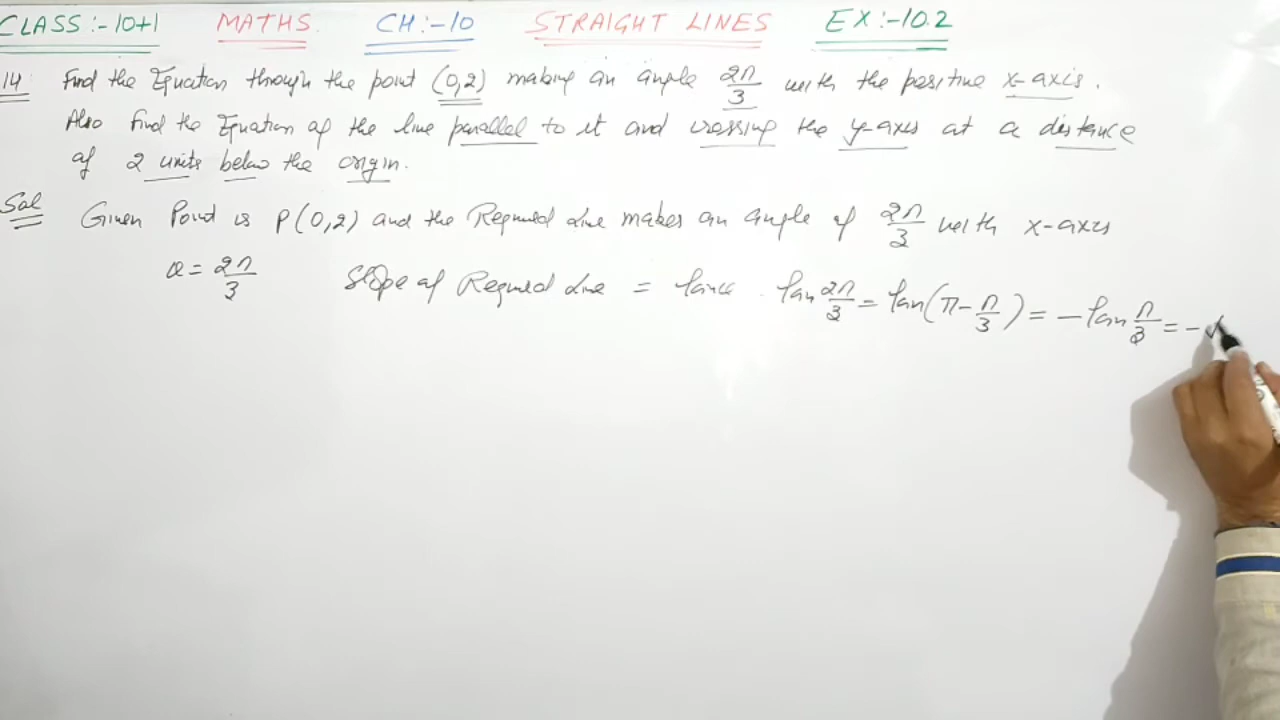 CLASS :- 10+1 MATHS. CH :- 10 STRAIGHT LINES EX :- 10.2
14 Find the Equation through the point (0,2) making an angle 2π/3 with the positive x-axis.
Also find the Equation of the line parallel to it and crossing the y-axis at a distance
of 2 units below the origin.
Sol Given Point is P(0,2) and the Required Line makes an angle of 2π/3 with x-axis
α = 2π/3 Slope of Required Line = tanα . tan 2π/3 = tan(π - π/3) = - tan π/3 = -